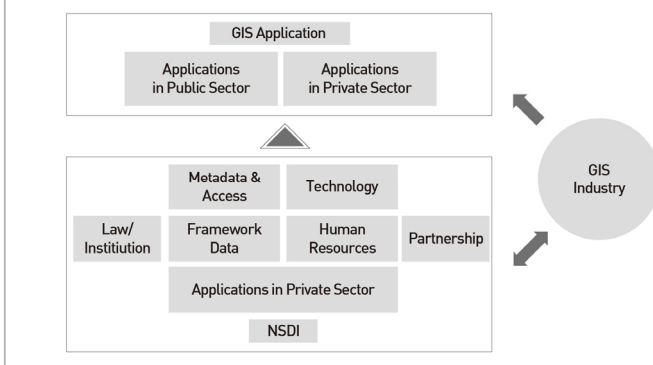 GIS Application
Applications
in Public Sector
Applications
in Private Sector
Metadata &
Access
Technology
Law/
Institiution
Framework
Data
Human
Resources
Partnership
Applications in Private Sector
NSDI
GIS
Industry